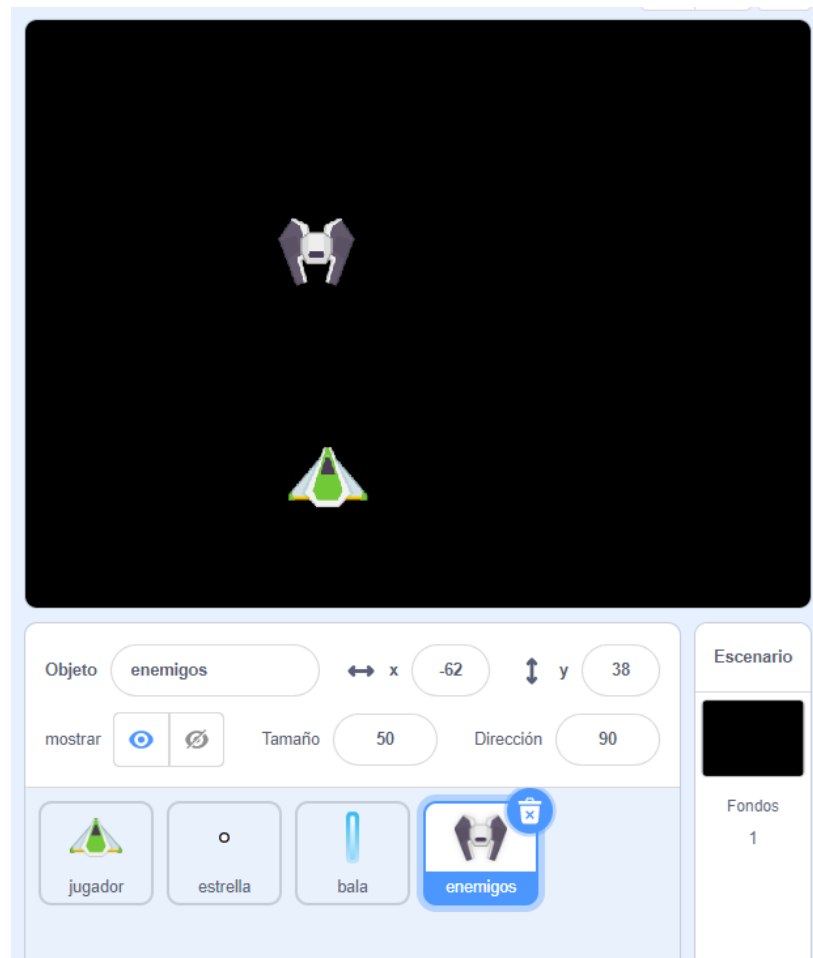 Objeto enemigos x -62 y 38
Escenario
mostrar Tamaño 50 Dirección 90
Fondos
1
jugador estrella bala enemigos